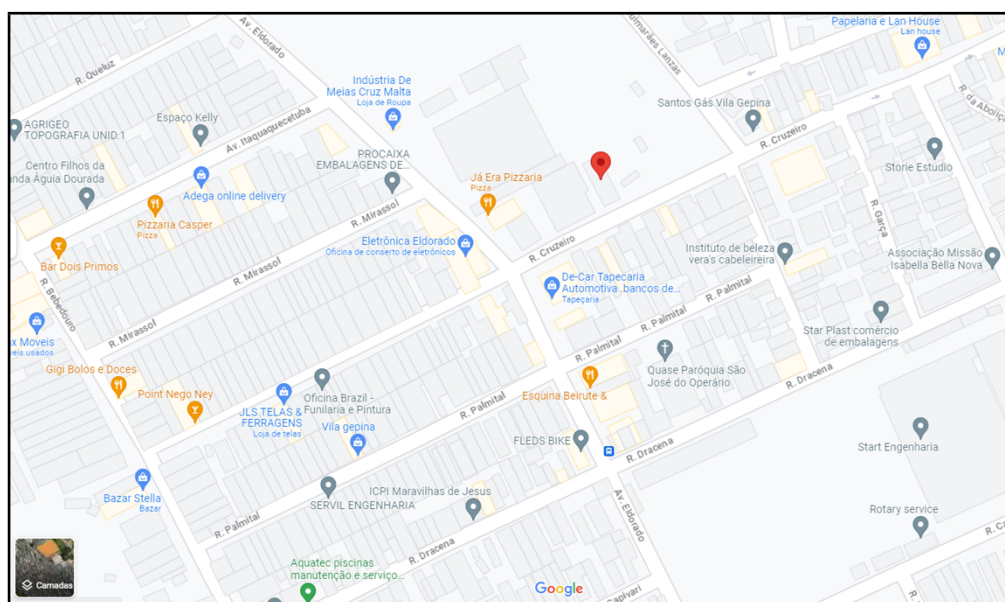 Papelaria e Lan House
Lan house
Av. Eldorado
Guimarães Lanzas
R. Queluz
Indústria De
Meias Cruz Malta
Loja de Roupa
Santos Gás Vila Gepina
R. da Aboliç
AGRIGEO
TOPOGRAFIA UNID.1
Espaço Kelly
Av. Itaquaquecetuba
R. Cruzeiro
Centro Filhos da
nda Águia Dourada
PROCAIXA
EMBALAGENS DE...
Já Era Pizzaria
Pizza
Storie Estudio
Adega online delivery
R. Mirassol
R. Garça
Pizzaria Casper
Pizza
Eletrônica Eldorado
Oficina de conserto de eletrônicos
R. Cruzeiro
Instituto de beleza
vera's cabeleireira
Associação Missão
Isabella Bella Nova
Bar Dois Primos
R. Mirassol
De-Car Tapecaria
Automotiva .bancos de...
Tapeçaria
R. Palmital
R. Bebedouro
R. Mirassol
R. Palmital
Star Plast comércio
de embalagens
x Moveis
veis usados
R. Palmital
Gigi Bolos e Doces
Quase Paróquia São
José do Operário
R. Dracena
Point Nego Ney
Oficina Brazil -
Funilaria e Pintura
R. Palmital
Esquina Beirute &
JLS TELAS &
FERRAGENS
Loja de telas
Vila gepina
FLEDS BIKE
R. Dracena
Start Engenharia
Bazar Stella
Bazar
ICPI Maravilhas de Jesus
SERVIL ENGENHARIA
Av. Eldorado
Rotary service
R. Palmital
R. Dracena
R. Ca
Aquatec piscinas
manutenção e serviço...
Camadas
Google
apivari